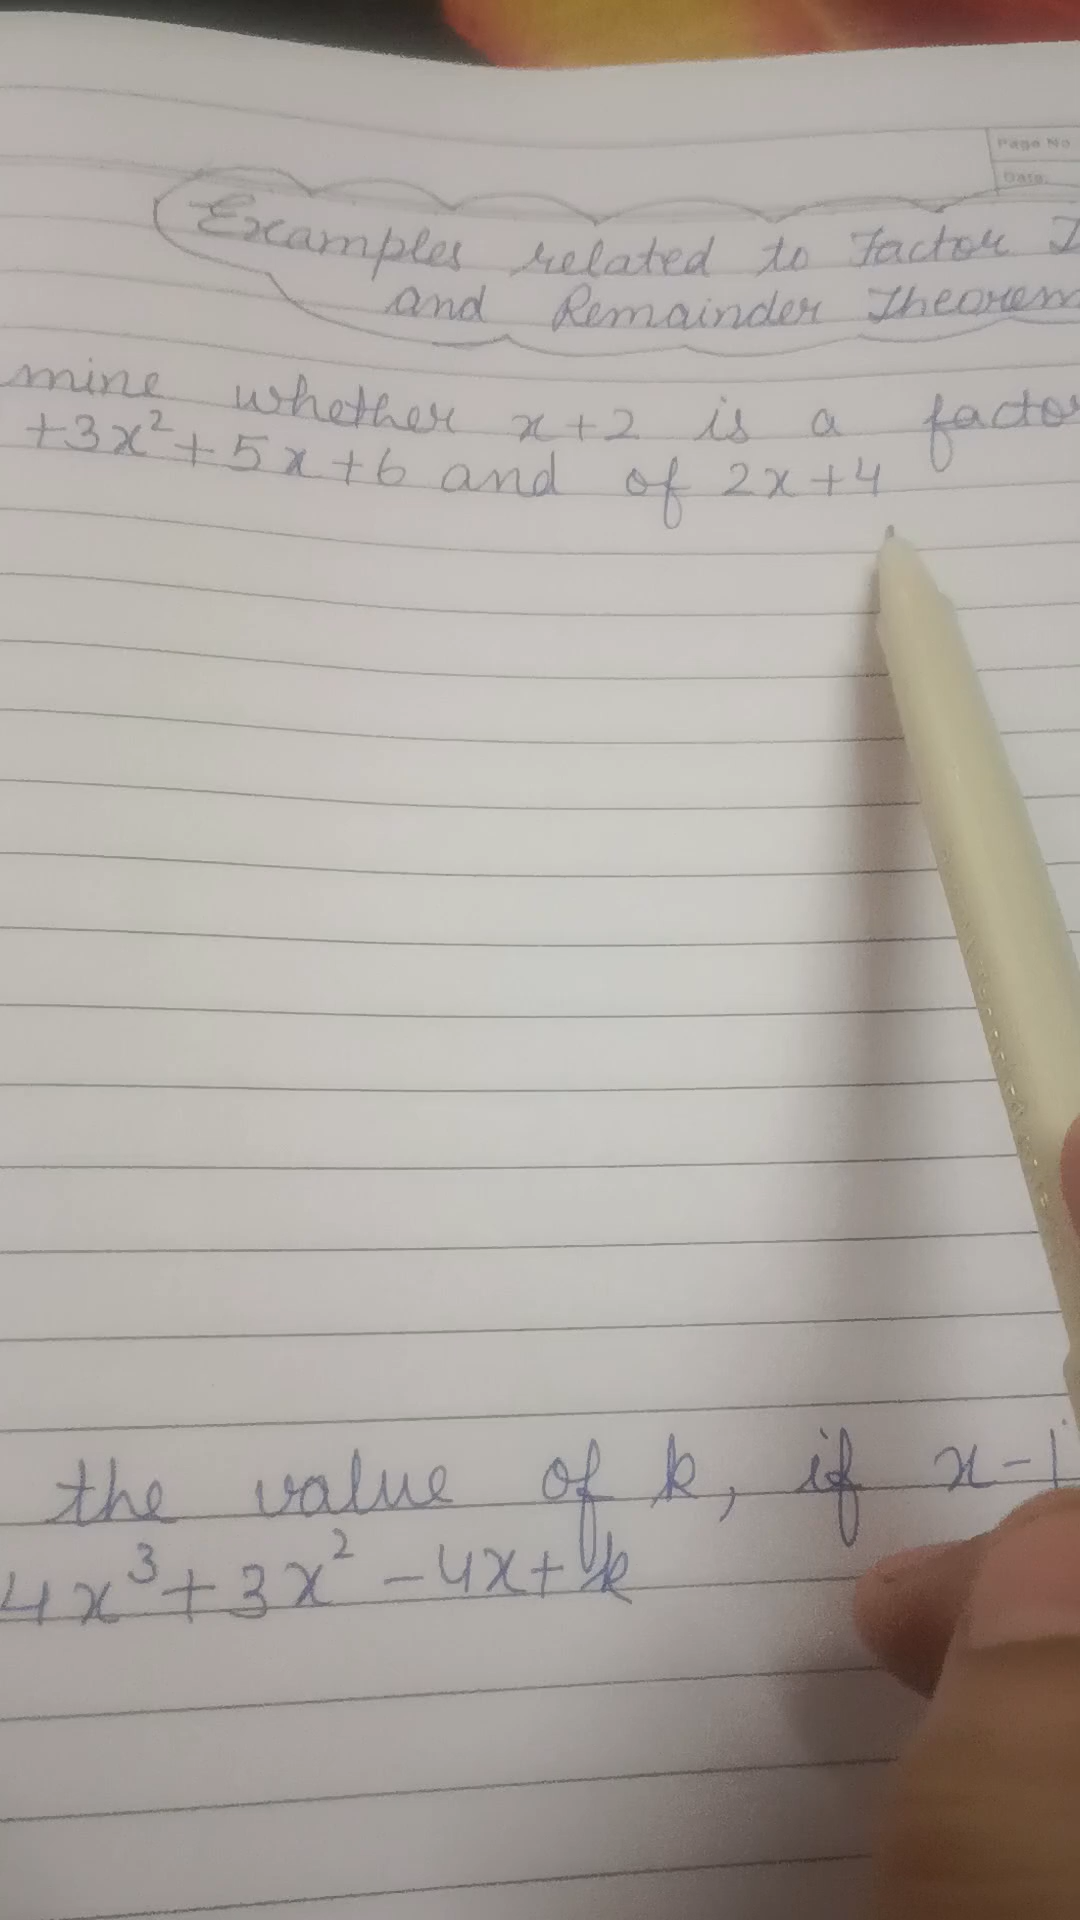 Page No
Date:
Examples related to Factor T
and Remainder Theorem
mine whether x+2 is a factor
+3x²+5x+6 and of 2x+4
the value of k, if x-1
4x³+3x²-4x+k